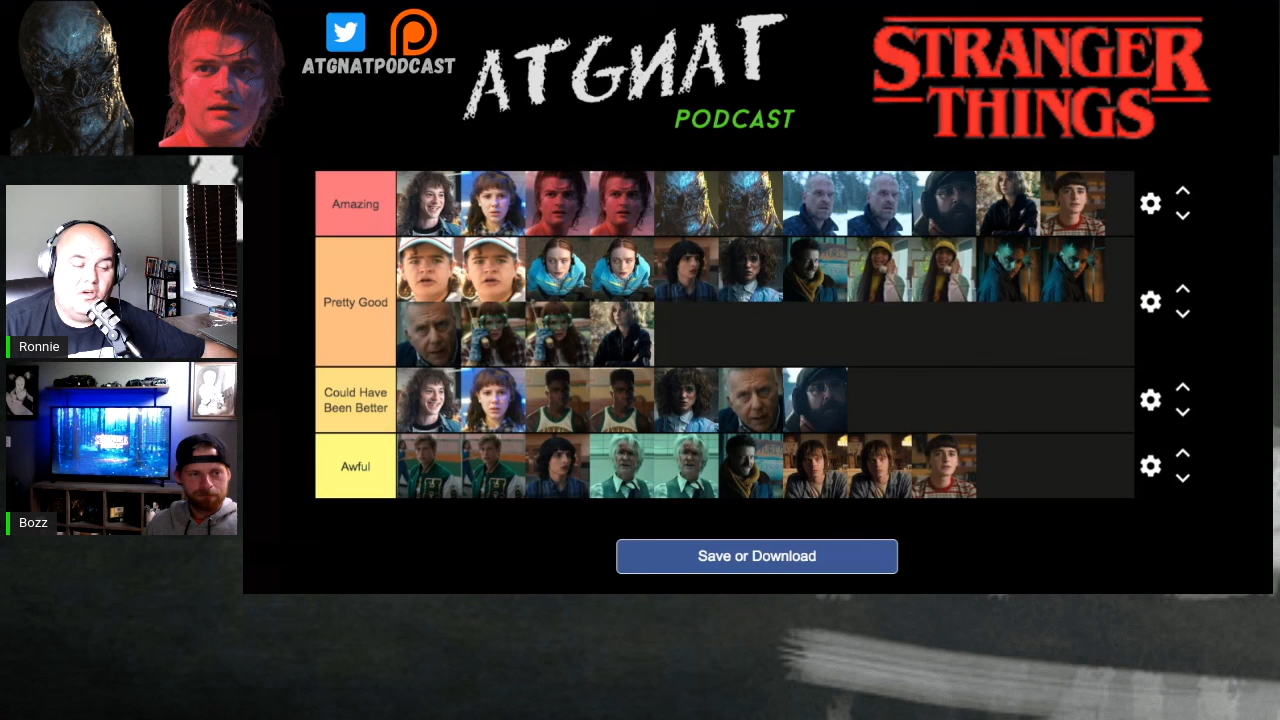 ATGNATPODCAST
ATGNAT
PODCAST
STRANGER
THINGS
Amazing
Pretty Good
Could Have
Been Better
Awful
Ronnie
Bozz
Save or Download